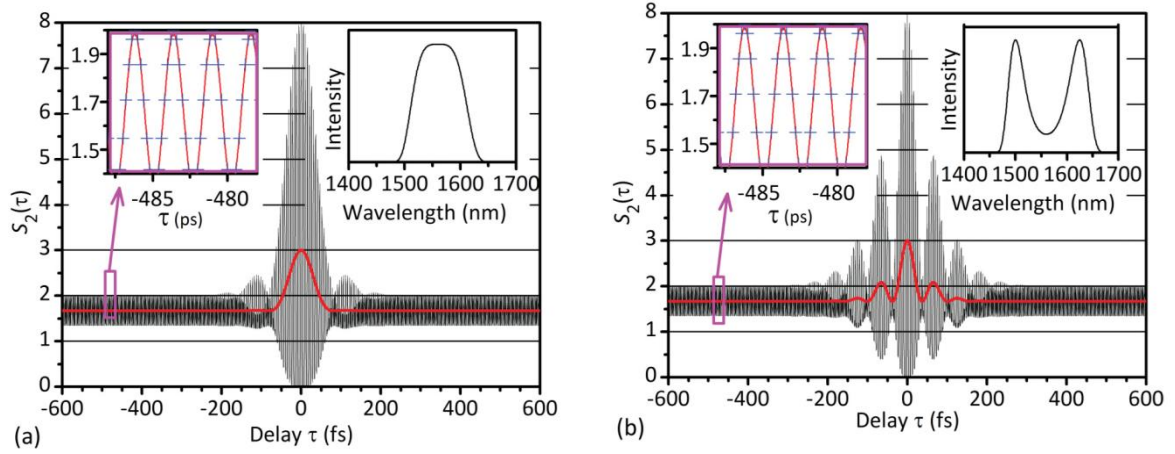 8
7
6
5
4
3
2
1
0
S₂(τ)
1.9
1.7
1.5
-485 -480
τ (ps)
Intensity
1400 1500 1600 1700
Wavelength (nm)
-600 -400 -200 0 200 400 600
Delay τ (fs)
(a)
8
7
6
5
4
3
2
1
0
S₂(τ)
1.9
1.7
1.5
-485 -480
τ (ps)
Intensity
1400 1500 1600 1700
Wavelength (nm)
-600 -400 -200 0 200 400 600
Delay τ (fs)
(b)